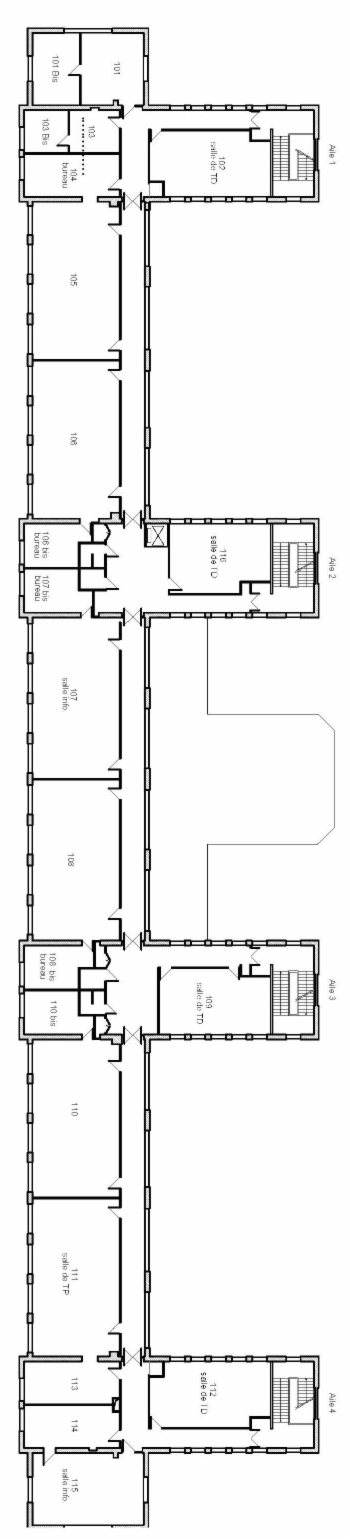 101 Bis
101
103 Bis
103
104
bureau
102
salle de TD
Aile 1
105
106
106 bis
bureau
107 bis
bureau
116
salle de TD
Aile 2
107
salle info
108
108 bis
bureau
110 bis
109
salle de TD
Aile 3
110
111
salle de TP
113
114
112
salle de TD
Aile 4
115
salle info